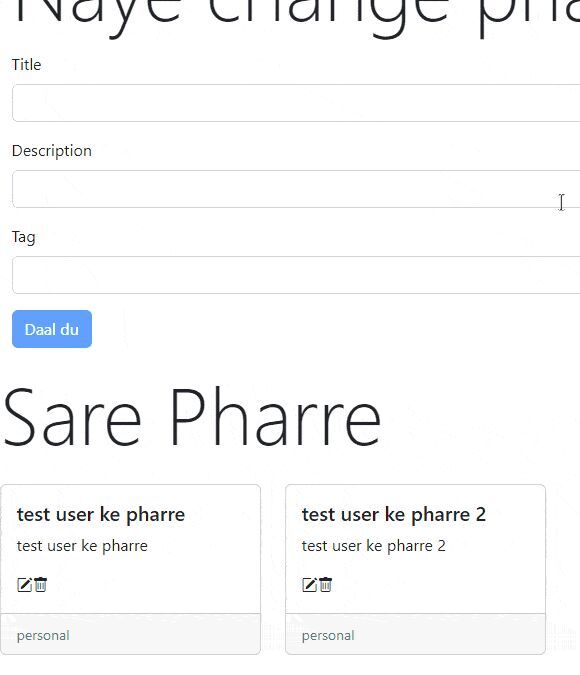 Naye change pha
Title
Description
Tag
Daal du
Sare Pharre
test user ke pharre
test user ke pharre
personal
test user ke pharre 2
test user ke pharre 2
personal